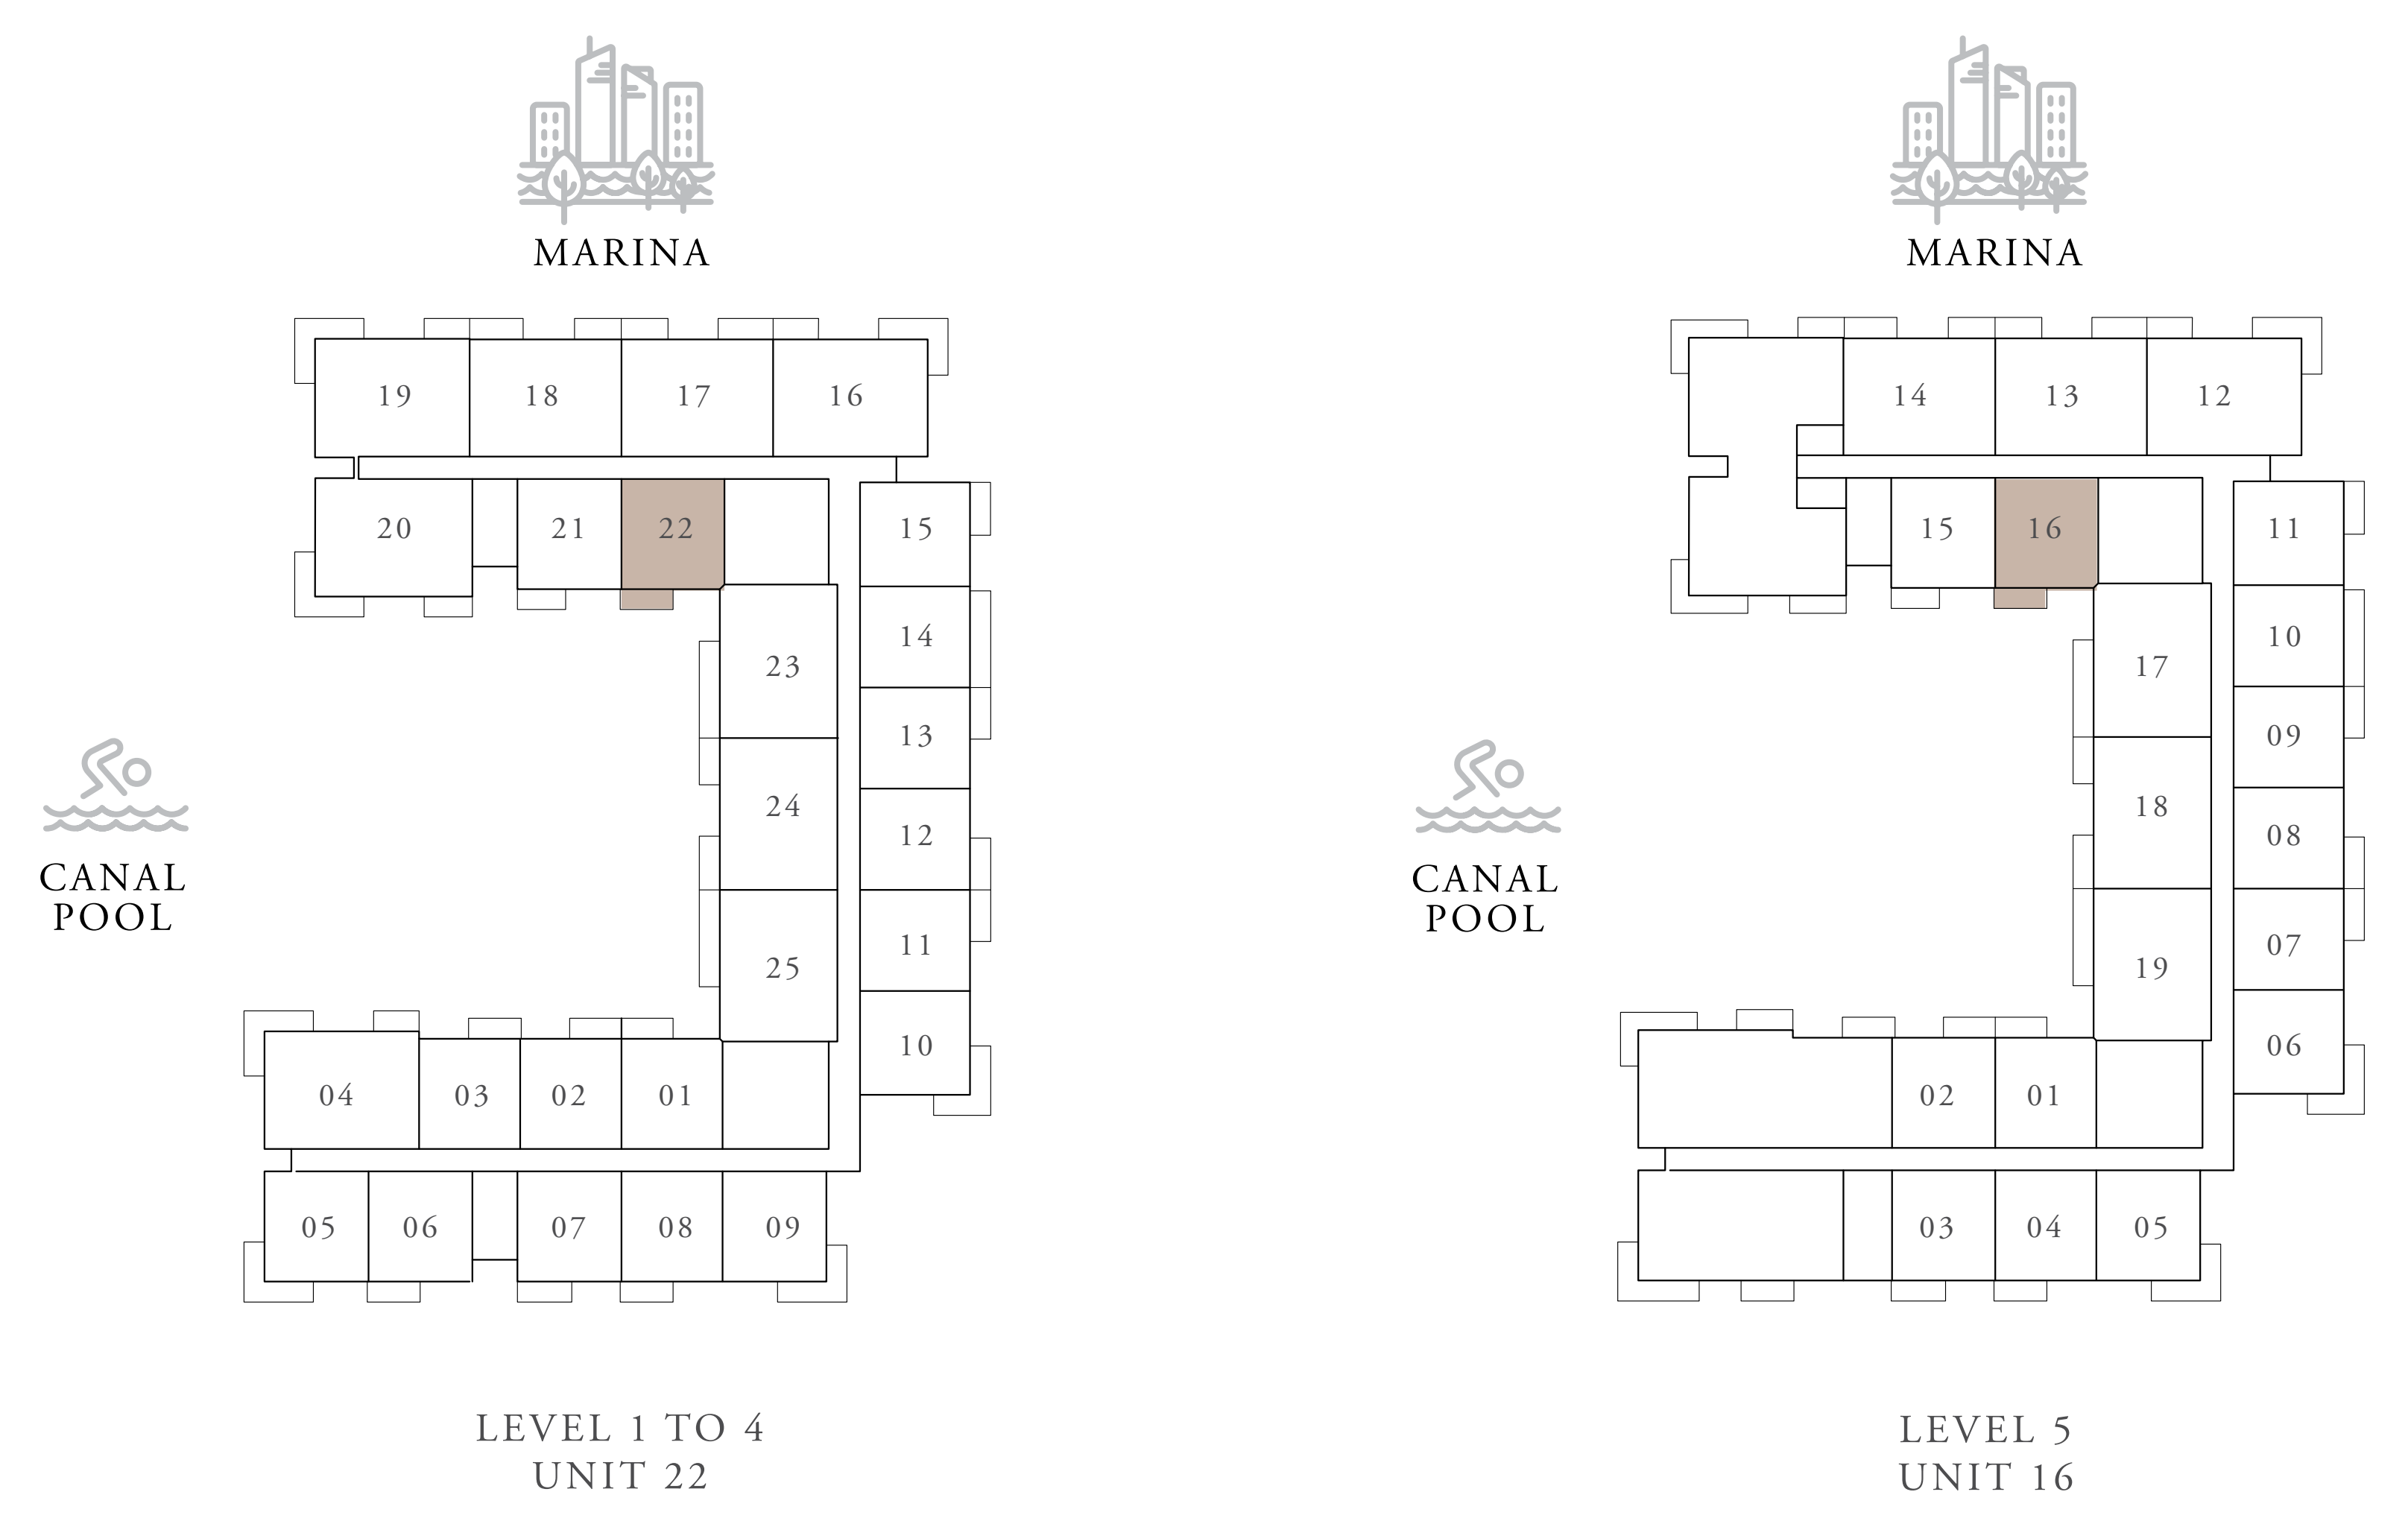 MARINA
19 18 17 16
20 21 22 15
14
23
13
24
12
25
11
10
04 03 02 01
05 06 07 08 09
CANAL
POOL
LEVEL 1 TO 4
UNIT 22
MARINA
14 13 12
15 16 11
10
17
09
18
08
19
07
06
02 01
03 04 05
CANAL
POOL
LEVEL 5
UNIT 16